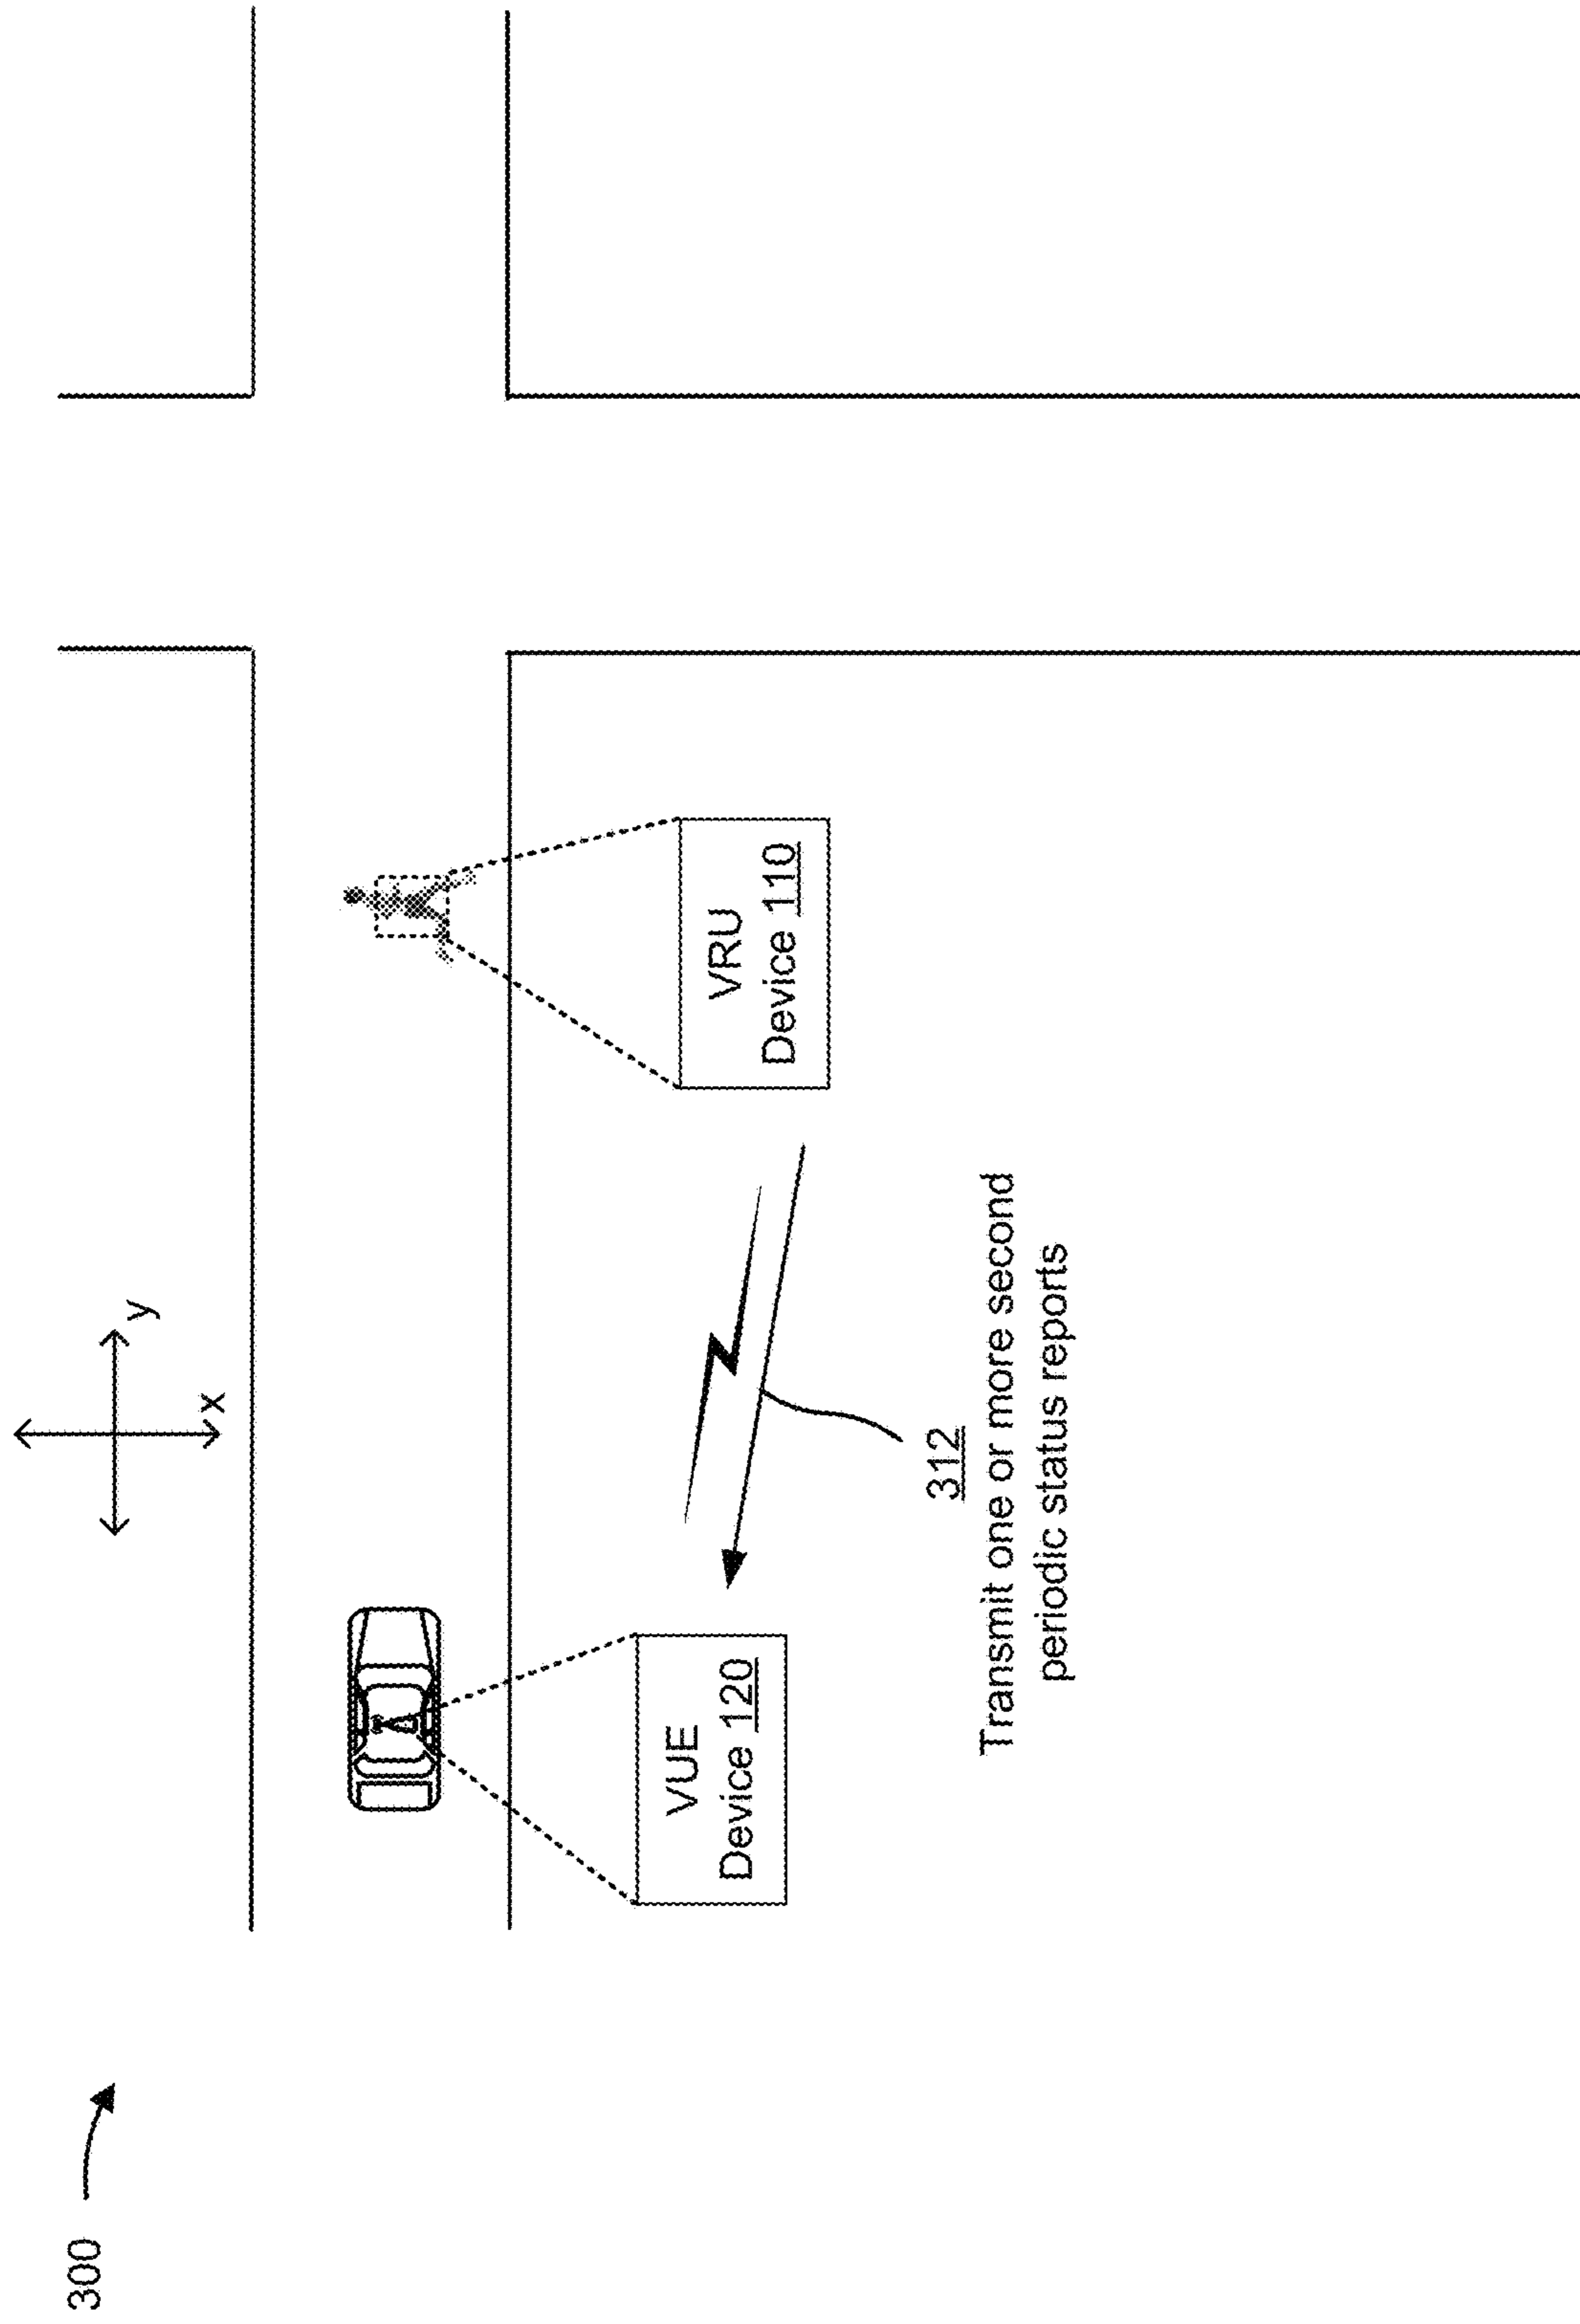 300
x
y
VUE
Device 120
VRU
Device 110
312
Transmit one or more second
periodic status reports